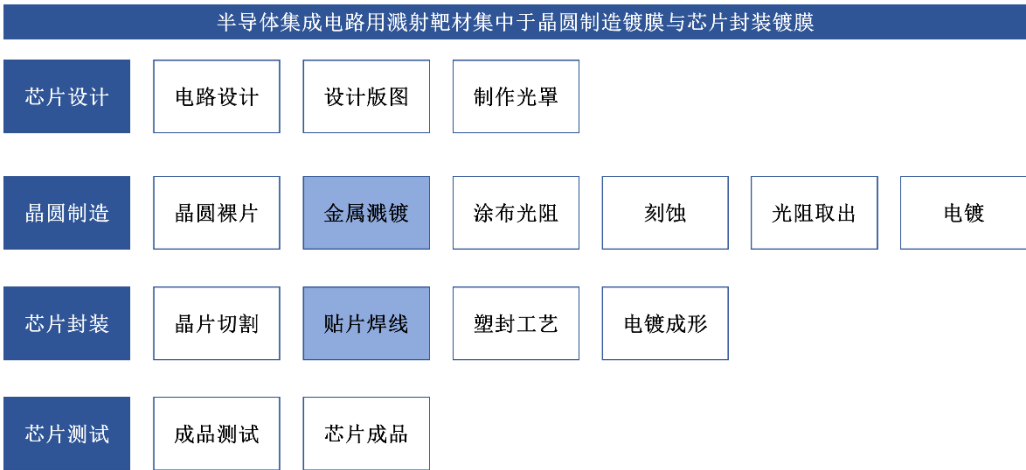 半导体集成电路用溅射靶材集中于晶圆制造镀膜与芯片封装镀膜
芯片设计 电路设计 设计版图 制作光罩
晶圆制造 晶圆裸片 金属溅镀 涂布光阻 刻蚀 光阻取出 电镀
芯片封装 晶片切割 贴片焊线 塑封工艺 电镀成形
芯片测试 成品测试 芯片成品